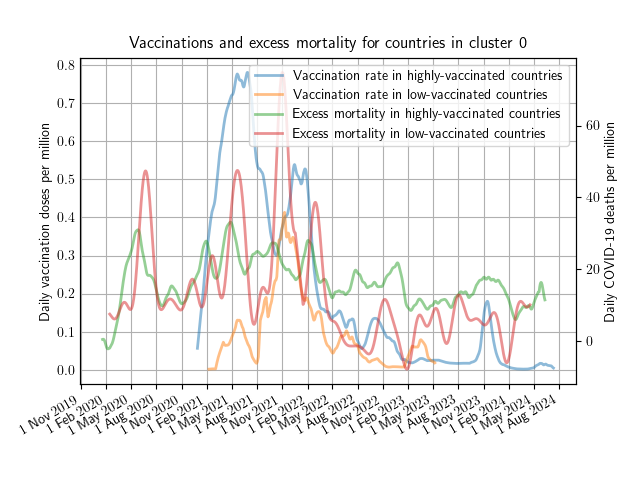 Vaccinations and excess mortality for countries in cluster 0
Vaccination rate in highly-vaccinated countries
Vaccination rate in low-vaccinated countries
Excess mortality in highly-vaccinated countries
Excess mortality in low-vaccinated countries
Daily vaccination doses per million
0.8
0.7
0.6
0.5
0.4
0.3
0.2
0.1
0.0
60
40
20
0
Daily COVID-19 deaths per million
1 Nov 2019
1 Feb 2020
1 May 2020
1 Aug 2020
1 Nov 2020
1 Feb 2021
1 May 2021
1 Aug 2021
1 Nov 2021
1 Feb 2022
1 May 2022
1 Aug 2022
1 Nov 2022
1 Feb 2023
1 May 2023
1 Aug 2023
1 Nov 2023
1 Feb 2024
1 May 2024
1 Aug 2024